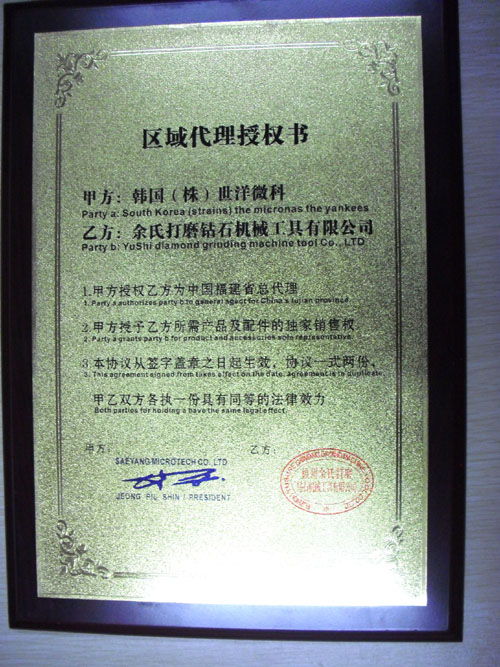 区域代理授权书
甲方：韩国（株）世洋微科
Party a: South Korea (strains) the micronas the yankees
乙方：余氏打磨钻石机械工具有限公司
Party b: YuShi diamond grinding machine tool Co., LTD
1.甲方授权乙方为中国福建省总代理
1. Party a authorizes party b to general agent for China's fujian province
2.甲方授予乙方所需产品及配件的独家销售权
2. Party a grants party b for product and accessories sole representative
3.本协议从签字盖章之日起生效，协议一式两份，
3. This agreement signed from takes effect on the date, agreement is in duplicate,
甲乙双方各执一份具有同等的法律效力
Both parties for holding a have the same legal effect
甲方：
乙方：
SAEYANG MICROTECH CO., LTD
JEONG PIL SHIN / PRESIDENT